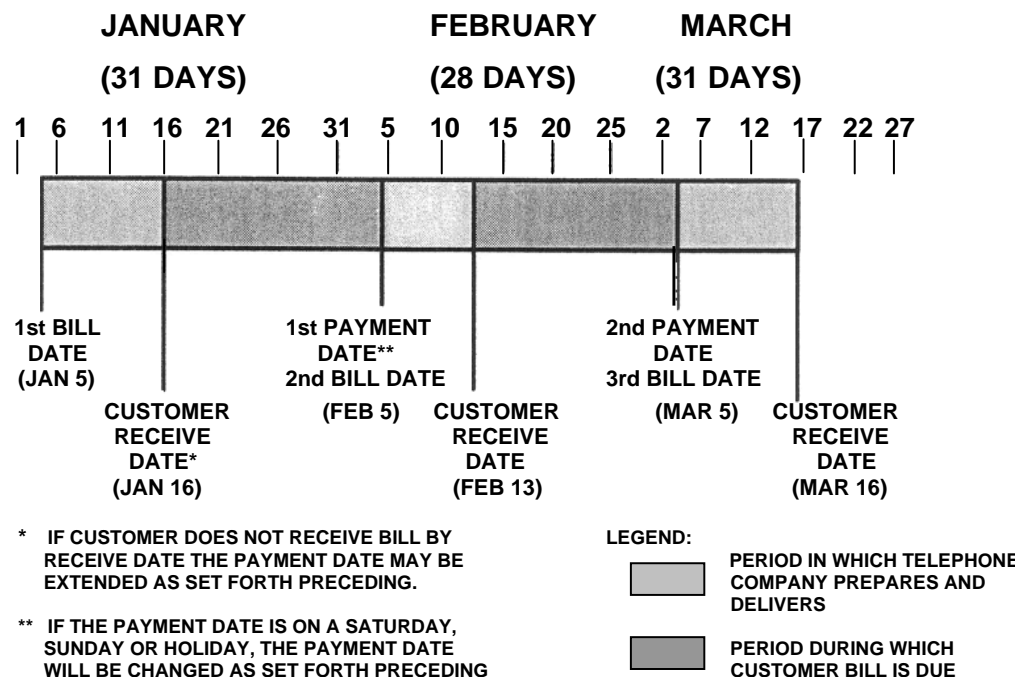 JANUARY FEBRUARY MARCH
(31 DAYS) (28 DAYS) (31 DAYS)
1 6 11 16 21 26 31 5 10 15 20 25 2 7 12 17 22 27
1st BILL
DATE
(JAN 5)
1st PAYMENT
DATE**
2nd BILL DATE
(FEB 5)
2nd PAYMENT
DATE
3rd BILL DATE
(MAR 5)
CUSTOMER
RECEIVE
DATE*
(JAN 16)
CUSTOMER
RECEIVE
DATE
(FEB 13)
CUSTOMER
RECEIVE
DATE
(MAR 16)
* IF CUSTOMER DOES NOT RECEIVE BILL BY
RECEIVE DATE THE PAYMENT DATE MAY BE
EXTENDED AS SET FORTH PRECEDING.
** IF THE PAYMENT DATE IS ON A SATURDAY,
SUNDAY OR HOLIDAY, THE PAYMENT DATE
WILL BE CHANGED AS SET FORTH PRECEDING
LEGEND:
PERIOD IN WHICH TELEPHONE
COMPANY PREPARES AND
DELIVERS
PERIOD DURING WHICH
CUSTOMER BILL IS DUE